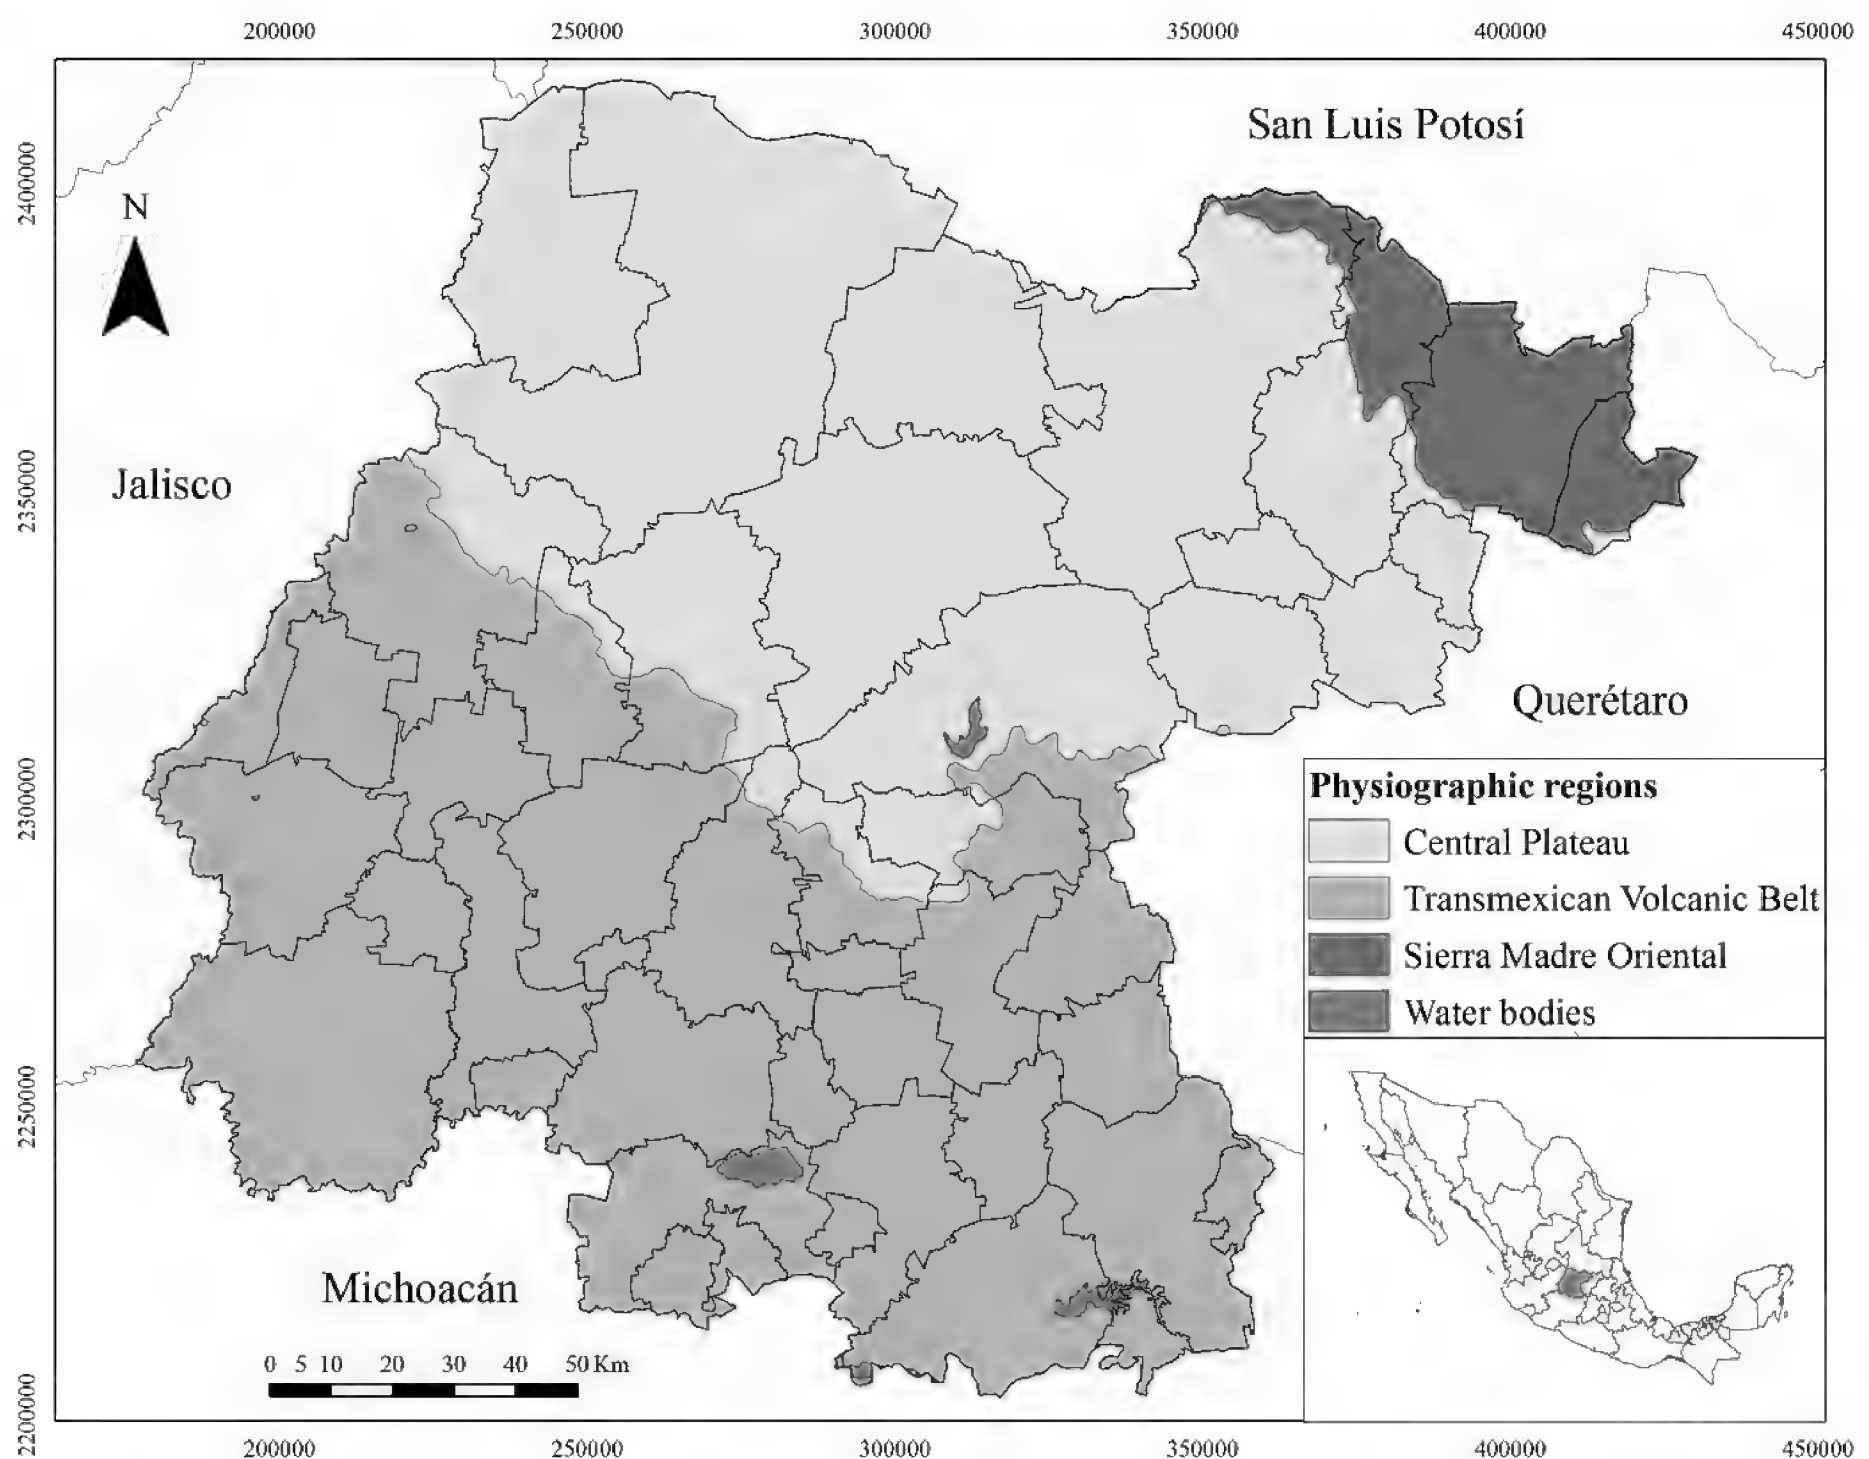 200000 250000 300000 350000 400000 450000
San Luis Potosí
2400000
N
Jalisco
2350000
Querétaro
2300000
Physiographic regions
Central Plateau
Transmexican Volcanic Belt
Sierra Madre Oriental
Water bodies
2250000
Michoacán
0 5 10 20 30 40 50 Km
2200000
200000 250000 300000 350000 400000 450000